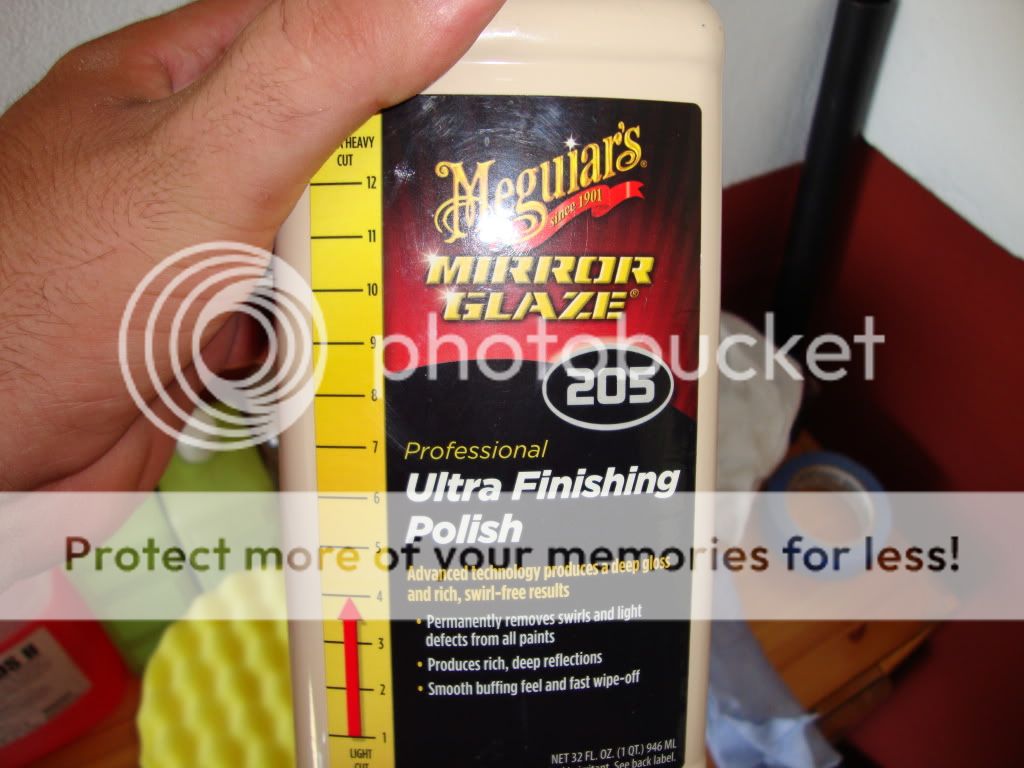 HEAVY
CUT
12
11
10
9
8
7
6
5
4
3
2
1
LIGHT
CUT
Meguiar's
since 1901
MIRROR
GLAZE®
205
Professional
Ultra Finishing
Polish
Advanced technology produces a deep gloss
and rich, swirl-free results
• Permanently removes swirls and light
defects from all paints
• Produces rich, deep reflections
• Smooth buffing feel and fast wipe-off
NET 32 FL. OZ. (1 QT.) 946 ML
See back label.
photobucket
Protect more of your memories for less!